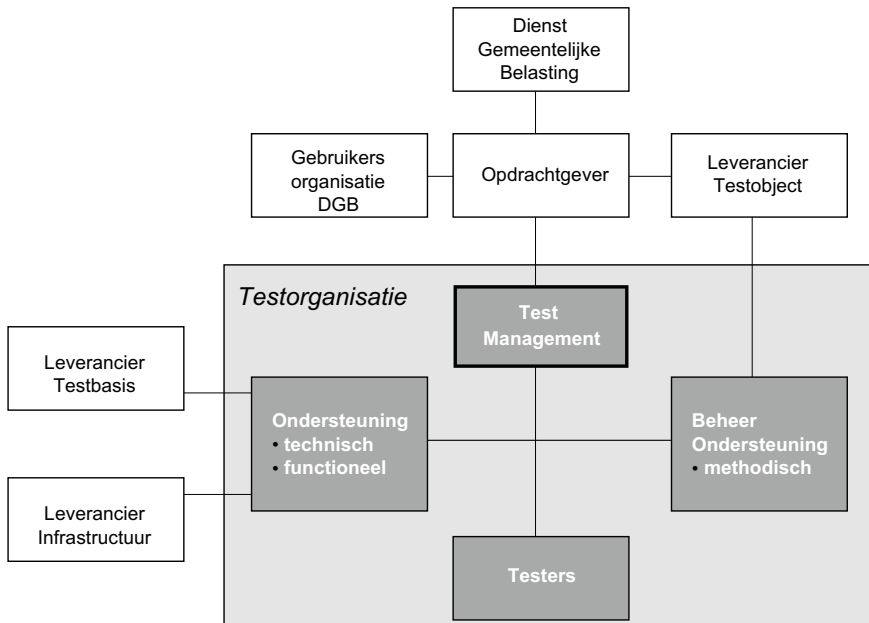 Dienst
Gemeentelijke
Belasting
Gebruikers
organisatie
DGB
Opdrachtgever
Leverancier
Testobject
Testorganisatie
Test
Management
Leverancier
Testbasis
Ondersteuning
• technisch
• functioneel
Beheer
Ondersteuning
• methodisch
Leverancier
Infrastructuur
Testers